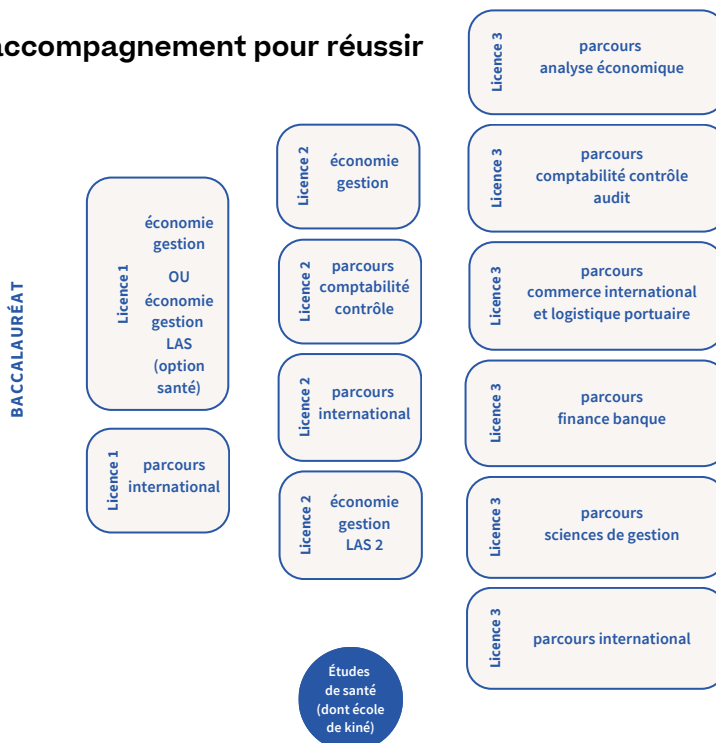 accompagnement pour réussir
BACCALAURÉAT
Licence 1
économie
gestion
OU
économie
gestion
LAS
(option
santé)
Licence 1
parcours
international
Licence 2
économie
gestion
Licence 2
parcours
comptabilité
contrôle
Licence 2
parcours
international
Licence 2
économie
gestion
LAS 2
Études
de santé
(dont école
de kiné)
Licence 3
parcours
analyse économique
Licence 3
parcours
comptabilité contrôle
audit
Licence 3
parcours
commerce international
et logistique portuaire
Licence 3
parcours
finance banque
Licence 3
parcours
sciences de gestion
Licence 3
parcours international